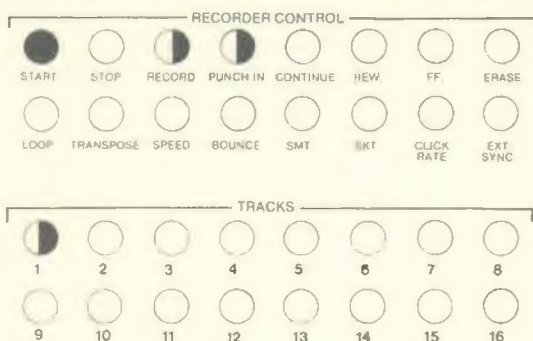 RECORDER CONTROL
START STOP RECORD PUNCH IN CONTINUE REW FF ERASE
LOOP TRANSPOSE SPEED BOUNCE SMT EXT CLICK RATE EXT SYNC
TRACKS
1 2 3 4 5 6 7 8
9 10 11 12 13 14 15 16